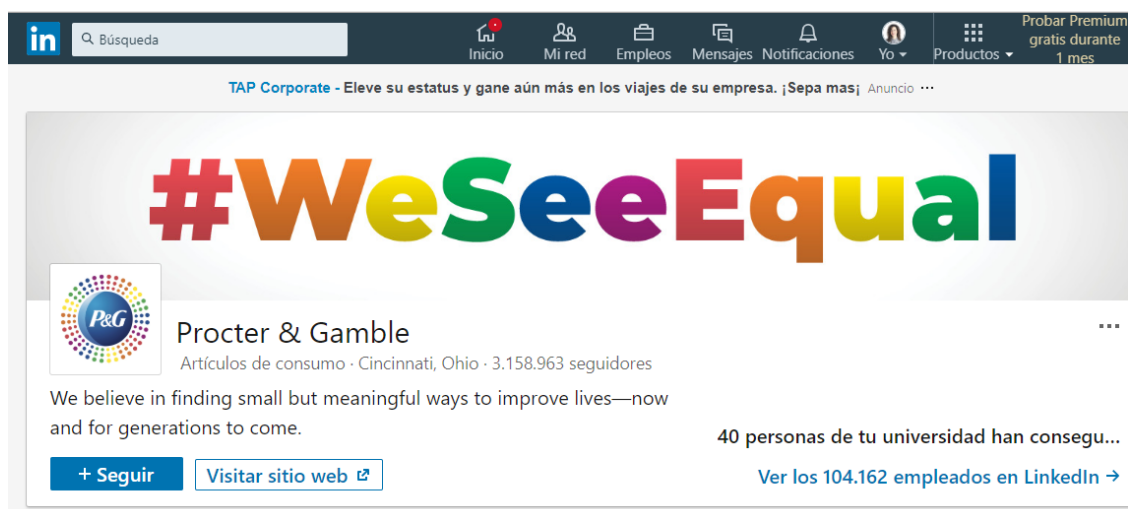 in
Búsqueda
Inicio
Mi red
Empleos
Mensajes
Notificaciones
Yo
Productos
Probar Premium
gratis durante
1 mes
TAP Corporate - Eleve su estatus y gane aún más en los viajes de su empresa. ¡Sepa mas¡ Anuncio ...
#WeSeeEqual
P&G
Procter & Gamble
...
Artículos de consumo · Cincinnati, Ohio · 3.158.963 seguidores
We believe in finding small but meaningful ways to improve lives—now
and for generations to come.
40 personas de tu universidad han consegu...
+ Seguir
Visitar sitio web
Ver los 104.162 empleados en LinkedIn →